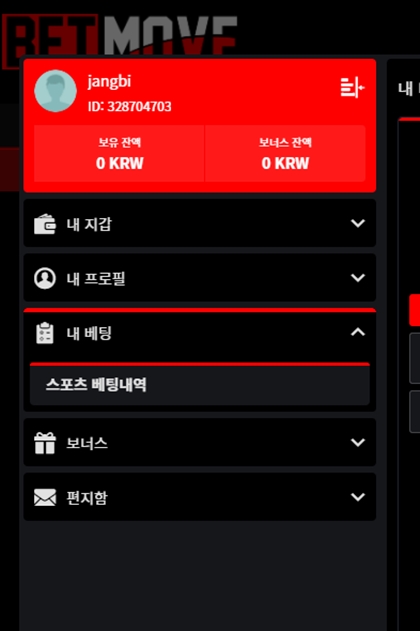 BETMOVE
jangbi
ID: 328704703
보유 잔액
0 KRW
보너스 잔액
0 KRW
내 지갑
내 프로필
내 베팅
스포츠 베팅내역
보너스
편지함
내